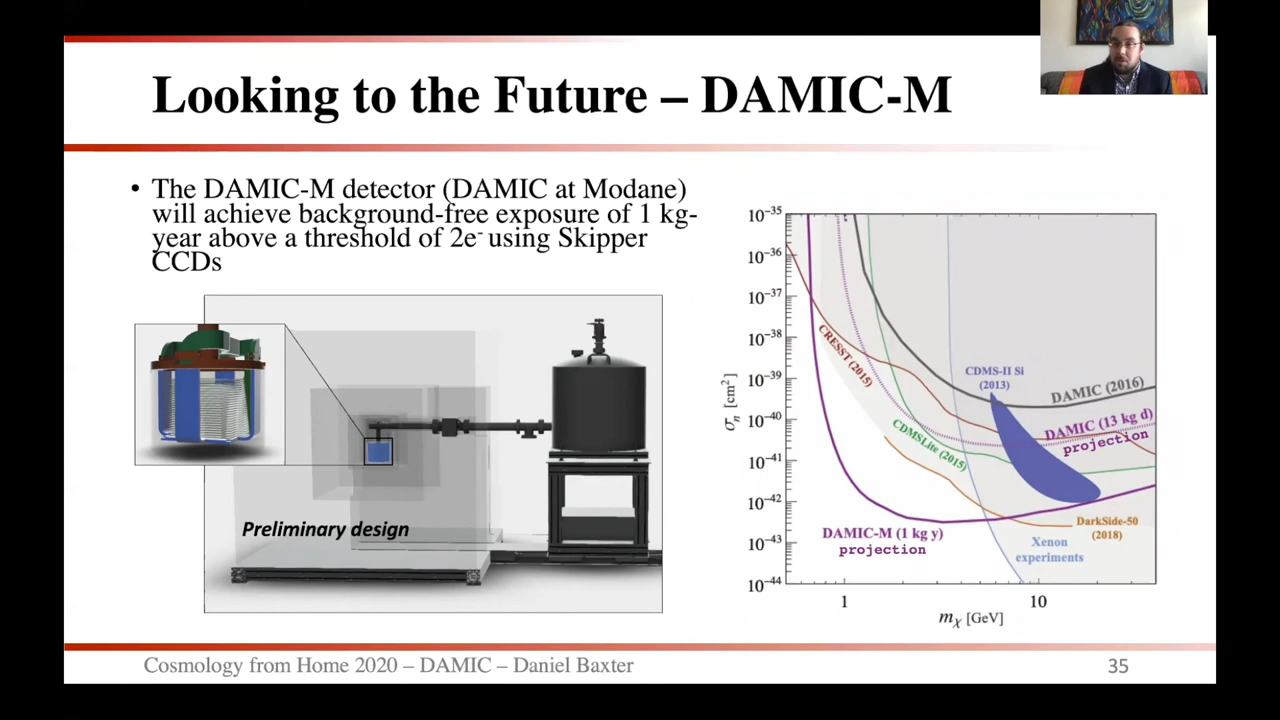 Looking to the Future – DAMIC-M
• The DAMIC-M detector (DAMIC at Modane)
will achieve background-free exposure of 1 kg-
year above a threshold of 2e- using Skipper
CCDs
Preliminary design
10−35
10−36
10−37
10−38
10−39
10−40
10−41
10−42
10−43
10−44
σn [cm2]
CRESST (2015)
CDMS-II Si
(2013)
DAMIC (2016)
DAMIC (13 kg d)
projection
CDMSLite (2015)
DAMIC-M (1 kg y)
projection
DarkSide-50
(2018)
Xenon
experiments
1
10
mχ [GeV]
Cosmology from Home 2020 – DAMIC – Daniel Baxter
35